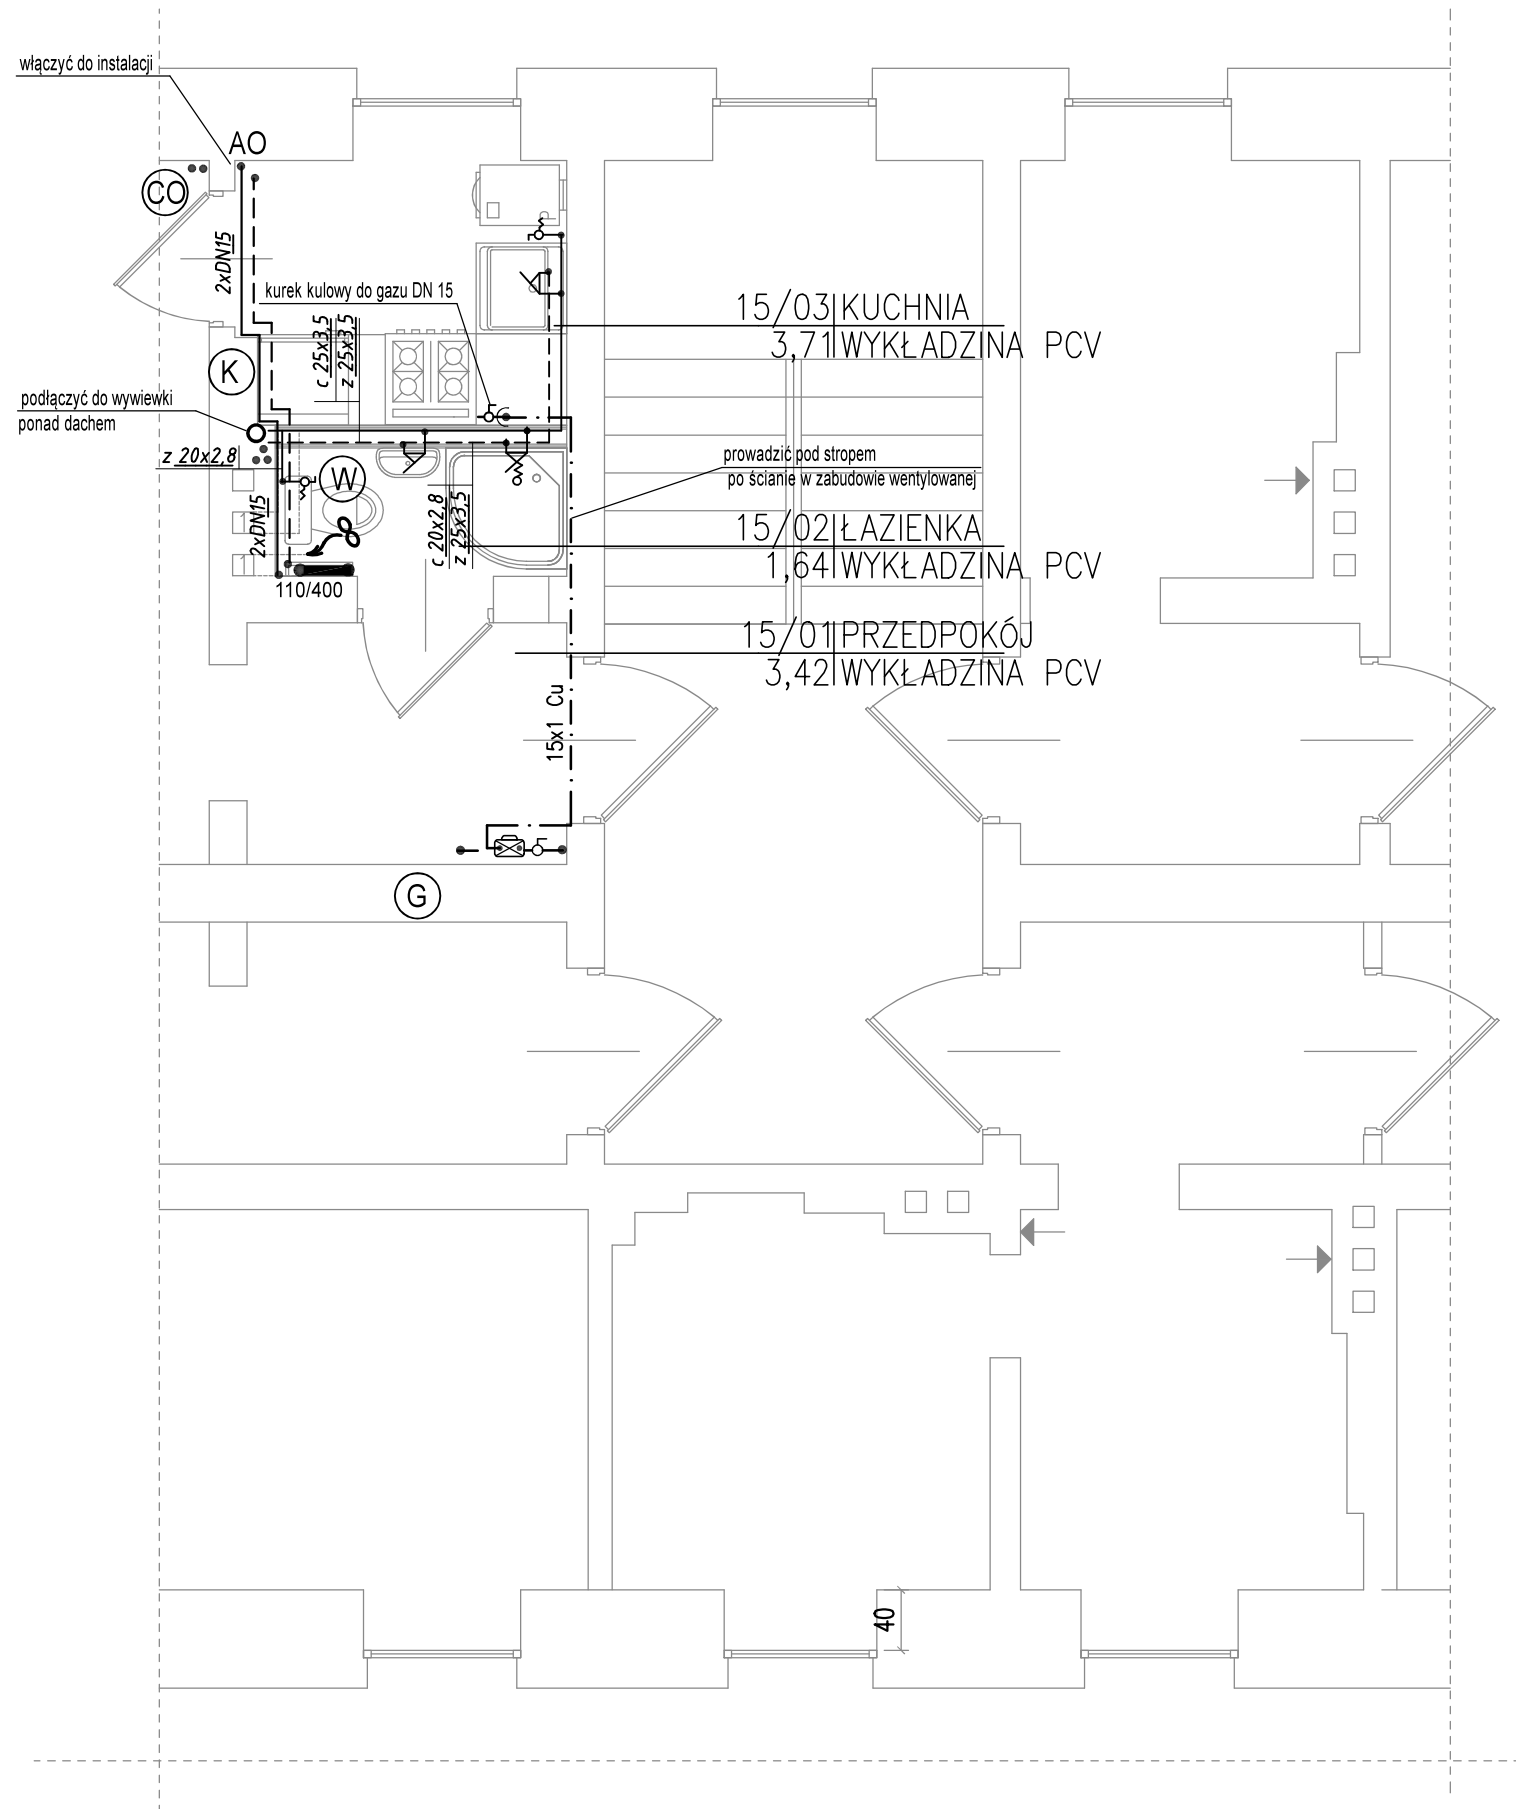 włączyć do instalacji
AO
CO
2xDN15
kurek kulowy do gazu DN 15
15/03 KUCHNIA
3,71 WYKŁADZINA PCV
c 25x3,5
z 25x3,5
K
podłączyć do wywiewki
ponad dachem
z 20x2,8
W
prowadzić pod stropem
po ścianie w zabudowie wentylowanej
2xDN15
c 20x2,8
z 25x3,5
15/02 ŁAZIENKA
1,64 WYKŁADZINA PCV
110/400
15/01 PRZEDPOKÓJ
3,42 WYKŁADZINA PCV
15x1 Cu
G
40